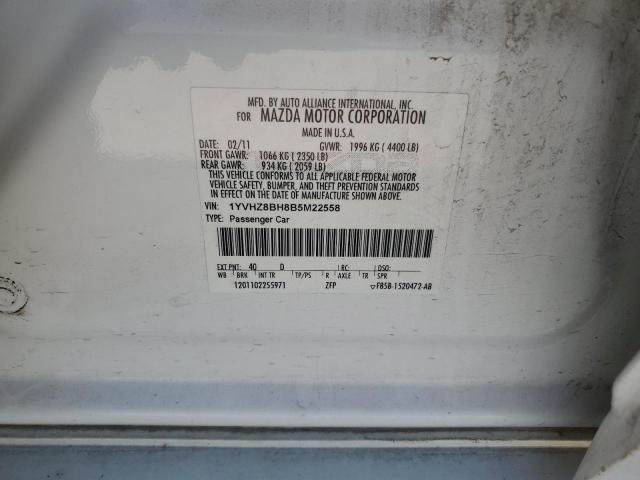 MFD. BY AUTO ALLIANCE INTERNATIONAL, INC.
FOR MAZDA MOTOR CORPORATION
MADE IN U.S.A.
DATE: 02/11 GVWR: 1996 KG ( 4400 LB)
FRONT GAWR: 1066 KG ( 2350 LB)
REAR GAWR: 934 KG ( 2059 LB)
THIS VEHICLE CONFORMS TO ALL APPLICABLE FEDERAL MOTOR
VEHICLE SAFETY, BUMPER, AND THEFT PREVENTION STANDARDS
IN EFFECT ON THE DATE OF MANUFACTURE SHOWN ABOVE.
VIN: 1YVHZ8BH8B5M22558
TYPE: Passenger Car
EXT PNT: 40 D RC: DSO:
WB BRK INT TR TP/PS R AXLE TR SPR
1201102255971 ZFP F85B-1520472-AB